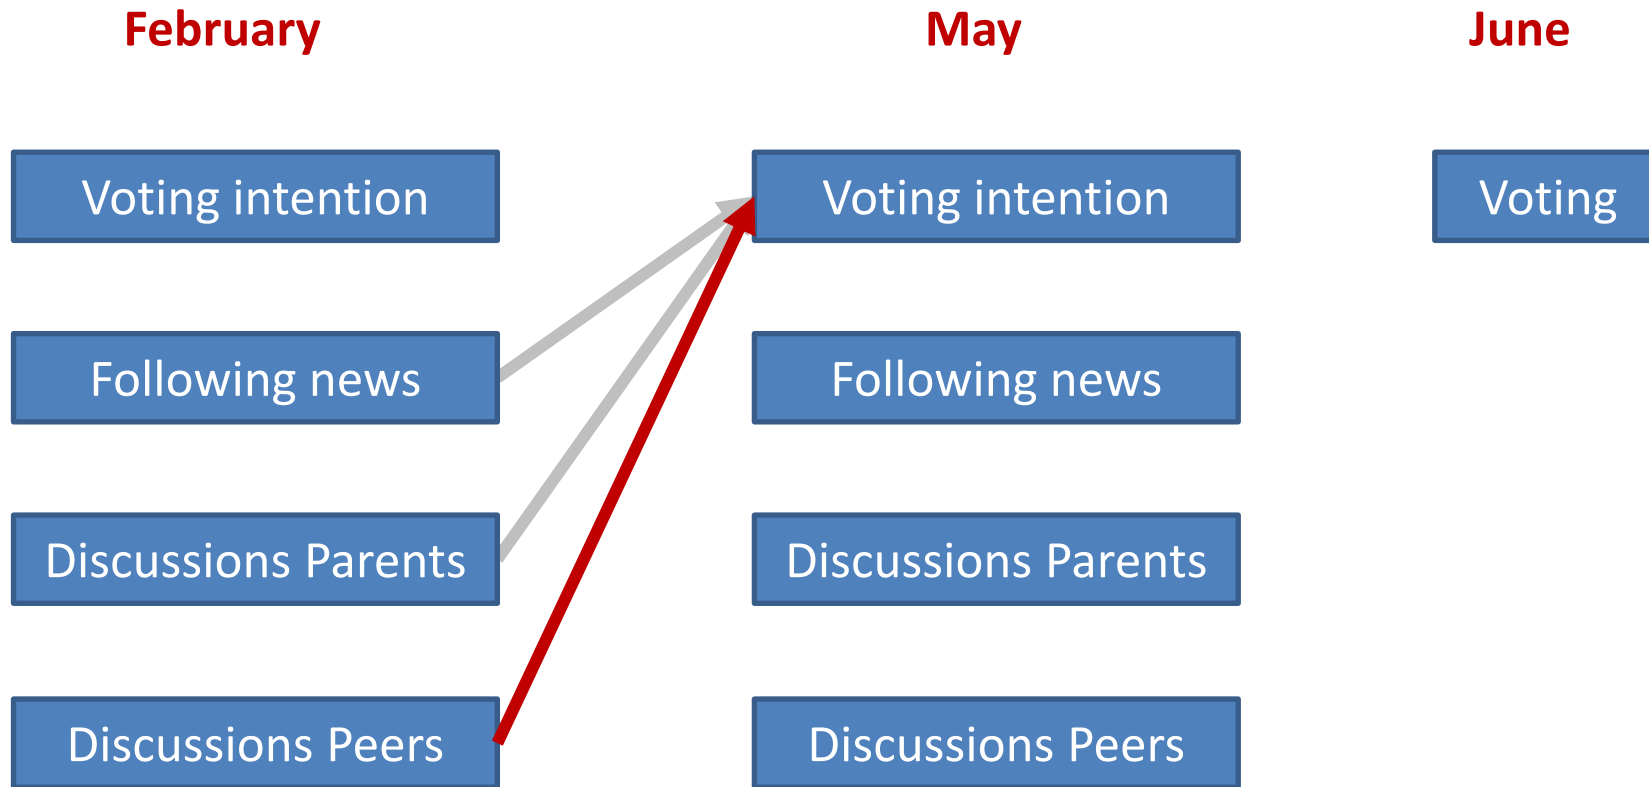 February
May
June
Voting intention
Voting intention
Voting
Following news
Following news
Discussions Parents
Discussions Parents
Discussions Peers
Discussions Peers